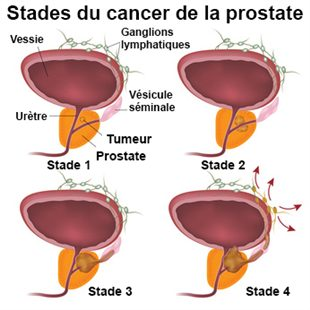 Stades du cancer de la prostate
Vessie
Ganglions
lymphatiques
Vésicule
séminale
Urètre
Tumeur
Prostate
Stade 1
Stade 2
Stade 3
Stade 4